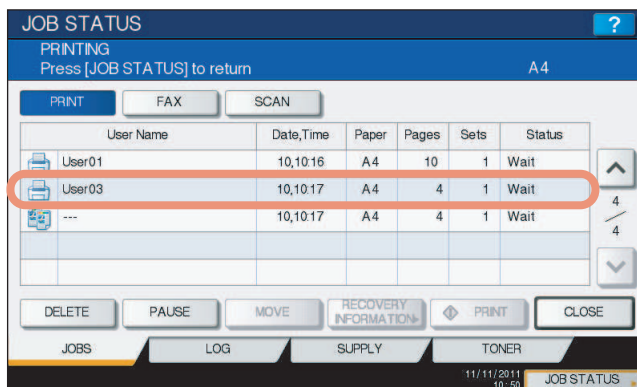 JOB STATUS ?
PRINTING
Press [JOB STATUS] to return A4
PRINT FAX SCAN
User Name Date,Time Paper Pages Sets Status
User01 10,10:16 A4 10 1 Wait
User03 10,10:17 A4 4 1 Wait
--- 10,10:17 A4 4 1 Wait
4
4
DELETE PAUSE MOVE RECOVERY INFORMATION PRINT CLOSE
JOBS LOG SUPPLY TONER
11/11/2011
10:50 JOB STATUS